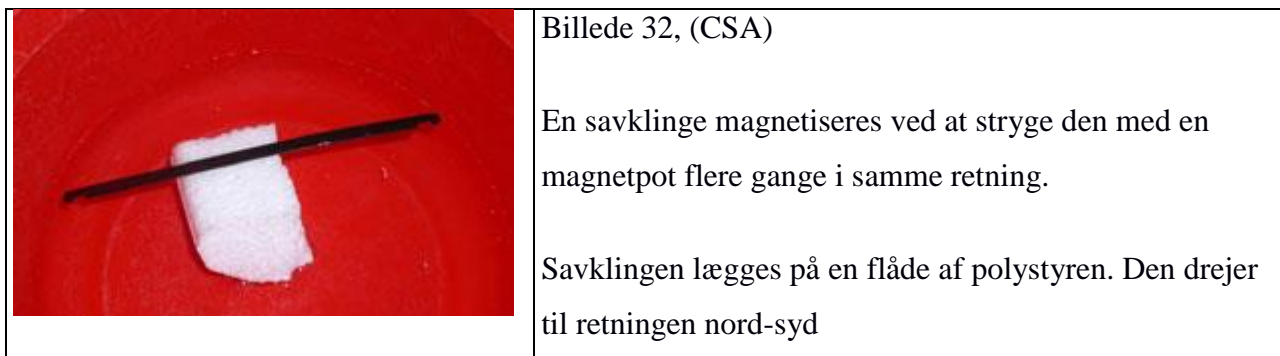 Billede 32, (CSA)
En savklinge magnetiseres ved at stryge den med en
magnetpot flere gange i samme retning.
Savklingen lægges på en flåde af polystyren. Den drejer
til retningen nord-syd